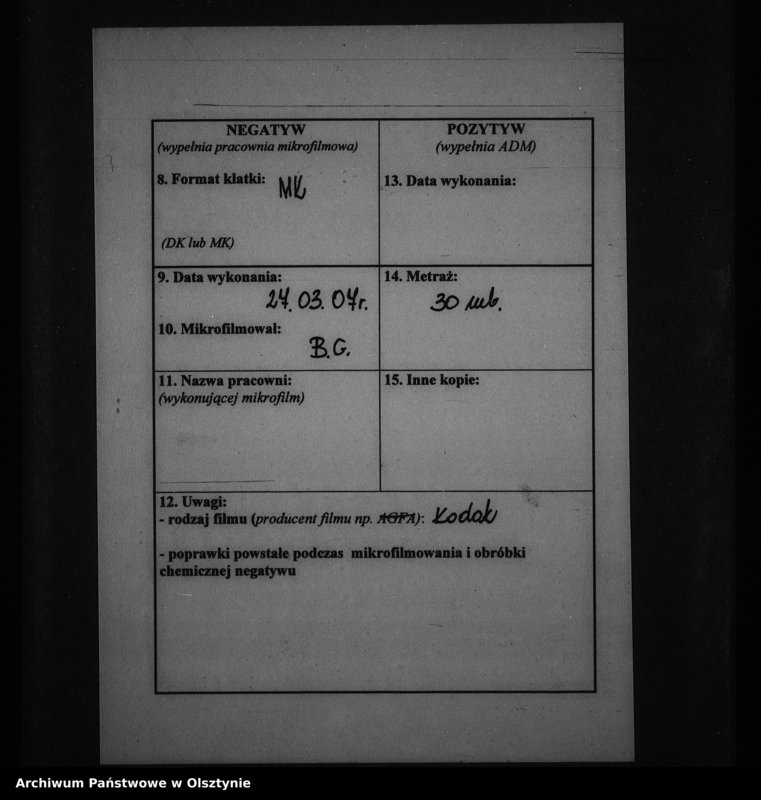 NEGATYW
(wypełnia pracownia mikrofilmowa)
8. Format klatki: MK
(DK lub MK)
POZYTYW
(wypełnia ADM)
13. Data wykonania:
9. Data wykonania:
27.03.07r.
10. Mikrofilmował:
B.G.
14. Metraż:
30 mb.
11. Nazwa pracowni:
(wykonującej mikrofilm)
15. Inne kopie:
12. Uwagi:
- rodzaj filmu (producent filmu np. AGFA): Kodak
- poprawki powstałe podczas mikrofilmowania i obróbki
chemicznej negatywu
Archiwum Państwowe w Olsztynie